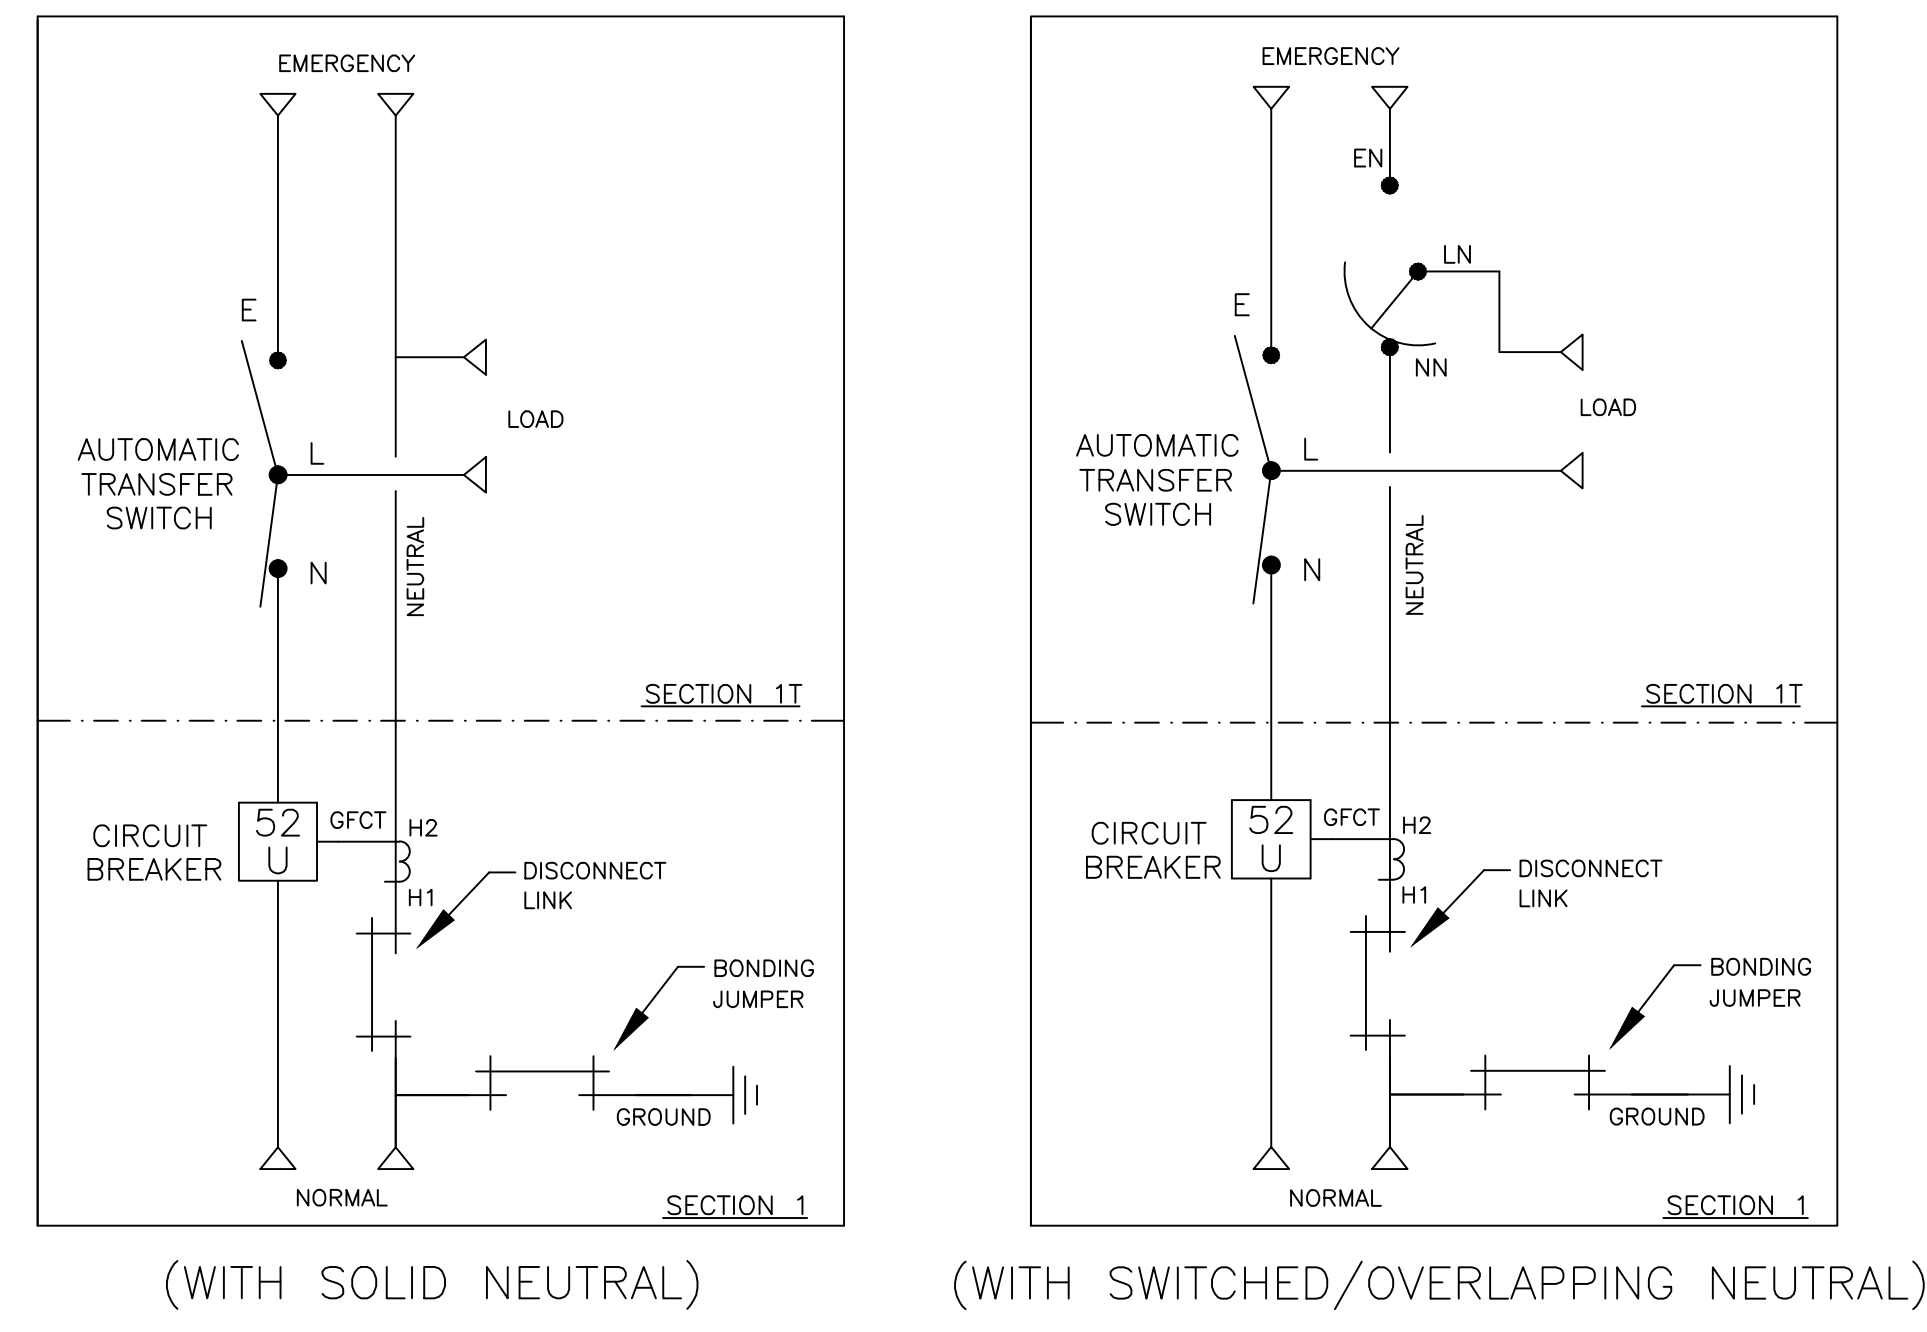 EMERGENCY
E
LOAD
L
AUTOMATIC
TRANSFER
SWITCH
N
NEUTRAL
SECTION 1T
52
U
GFCT
H2
CIRCUIT
BREAKER
H1
DISCONNECT
LINK
BONDING
JUMPER
GROUND
NORMAL
SECTION 1
(WITH SOLID NEUTRAL)
EMERGENCY
EN
LN
E
NN
LOAD
L
AUTOMATIC
TRANSFER
SWITCH
N
NEUTRAL
SECTION 1T
52
U
GFCT
H2
CIRCUIT
BREAKER
H1
DISCONNECT
LINK
BONDING
JUMPER
GROUND
NORMAL
SECTION 1
(WITH SWITCHED/OVERLAPPING NEUTRAL)